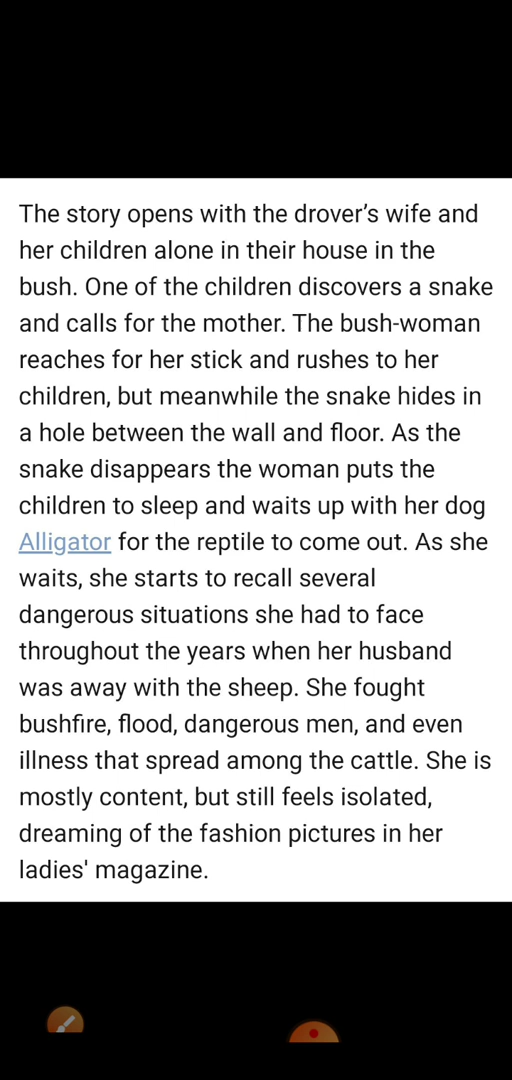 The story opens with the drover’s wife and
her children alone in their house in the
bush. One of the children discovers a snake
and calls for the mother. The bush-woman
reaches for her stick and rushes to her
children, but meanwhile the snake hides in
a hole between the wall and floor. As the
snake disappears the woman puts the
children to sleep and waits up with her dog
Alligator for the reptile to come out. As she
waits, she starts to recall several
dangerous situations she had to face
throughout the years when her husband
was away with the sheep. She fought
bushfire, flood, dangerous men, and even
illness that spread among the cattle. She is
mostly content, but still feels isolated,
dreaming of the fashion pictures in her
ladies' magazine.